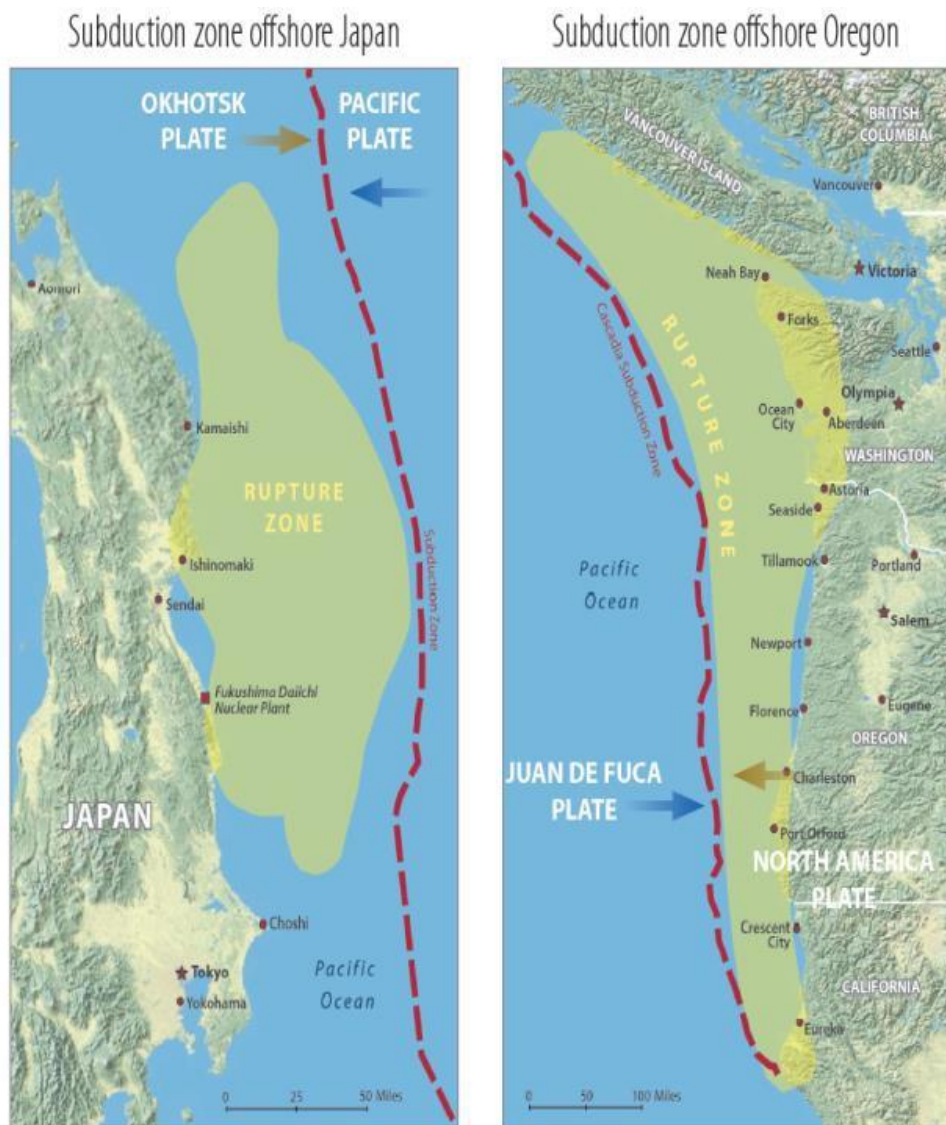 Subduction zone offshore Japan
OKHOTSK
PLATE
PACIFIC
PLATE
Aomori
Kamaishi
RUPTURE
ZONE
Ishinomaki
Sendai
Subduction Zone
Fukushima Daiichi
Nuclear Plant
JAPAN
Choshi
Pacific
Ocean
Tokyo
Yokohama
0 25 50 Miles
Subduction zone offshore Oregon
BRITISH
COLUMBIA
VANCOUVER ISLAND
Vancouver
Victoria
Neah Bay
Forks
Seattle
Cascadia Subduction Zone
RUPTURE ZONE
Olympia
Ocean
City
Aberdeen
WASHINGTON
Astoria
Seaside
Tillamook
Portland
Pacific
Ocean
Salem
Newport
Florence
Eugene
OREGON
JUAN DE FUCA
PLATE
Charleston
Port Orford
NORTH AMERICA
PLATE
Crescent
City
CALIFORNIA
Eureka
0 50 100 Miles